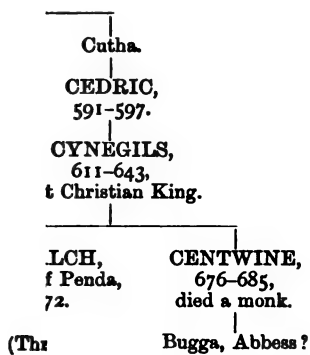 Cutha.
CEDRIC,
591-597.
CYNEGILS,
611-643,
t Christian King.
LCH,
f Penda,
72.
CENTWINE,
676-685,
died a monk.
Bugga, Abbess?
(Thr